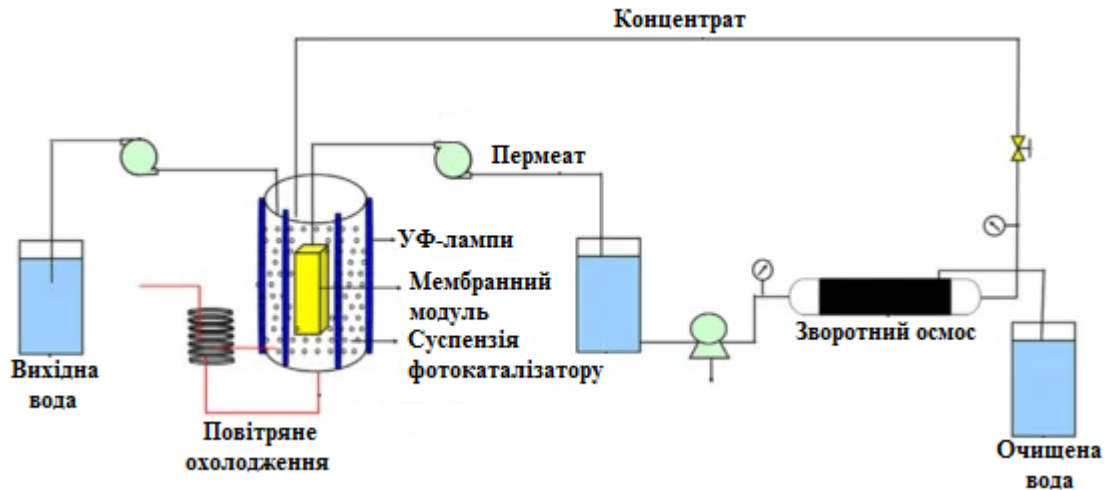 Концентрат
Пермеат
УФ-лампи
Мембранний
модуль
Суспензія
фотокаталізатору
Зворотний осмос
Вихідна
вода
Повітряне
охолодження
Очищена
вода